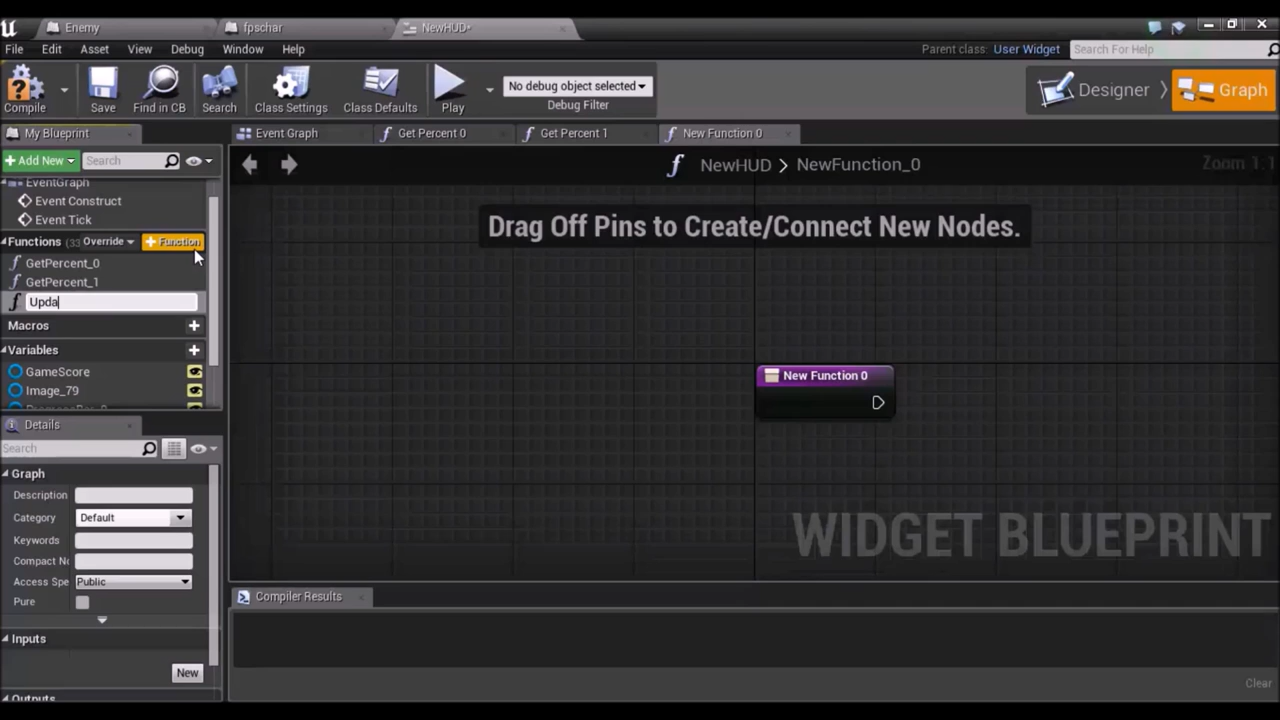 Enemy
fpschar
NewHUD*
File Edit Asset View Debug Window Help
Parent class: User Widget
Search For Help
Compile
Save
Find in CB
Search
Class Settings
Class Defaults
Play
No debug object selected
Debug Filter
Designer
Graph
My Blueprint
Event Graph
Get Percent 0
Get Percent 1
New Function 0
Add New
Search
NewHUD > NewFunction_0
Zoom 1:1
EventGraph
Event Construct
Event Tick
Drag Off Pins to Create/Connect New Nodes.
Functions (33
Override
Function
GetPercent_0
GetPercent_1
Upda
Macros
Variables
GameScore
Image_79
New Function 0
Details
Search
Graph
Description
Category
Default
Keywords
Compact N
Access Spe
Public
Pure
Inputs
New
Outputs
WIDGET BLUEPRINT
Compiler Results
Clear